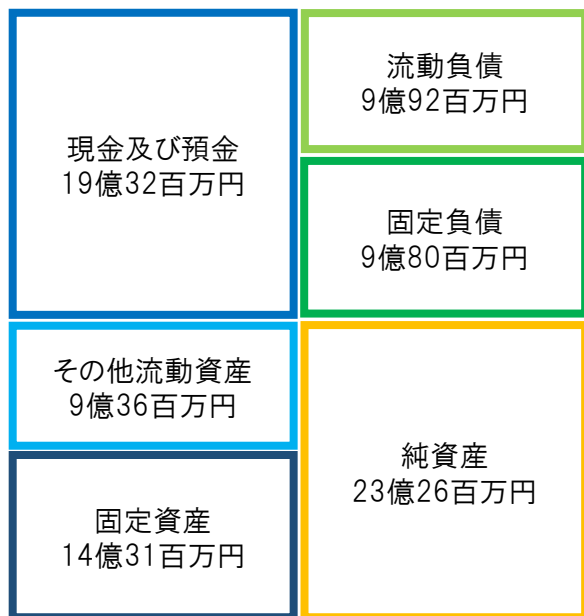 現金及び預金
19億32百万円
その他流動資産
9億36百万円
固定資産
14億31百万円
流動負債
9億92百万円
固定負債
9億80百万円
純資産
23億26百万円